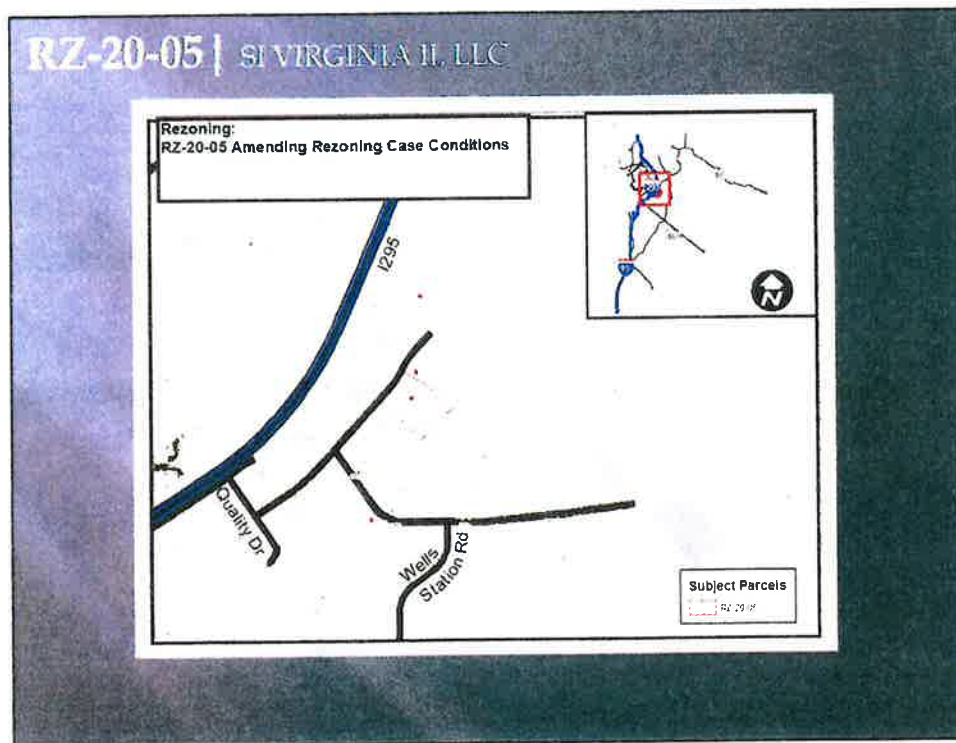 RZ-20-05 | SI VIRGINIA II, LLC
Rezoning:
RZ-20-05 Amending Rezoning Case Conditions
I295
Quality Dr
Wells
Station Rd
N
Subject Parcels